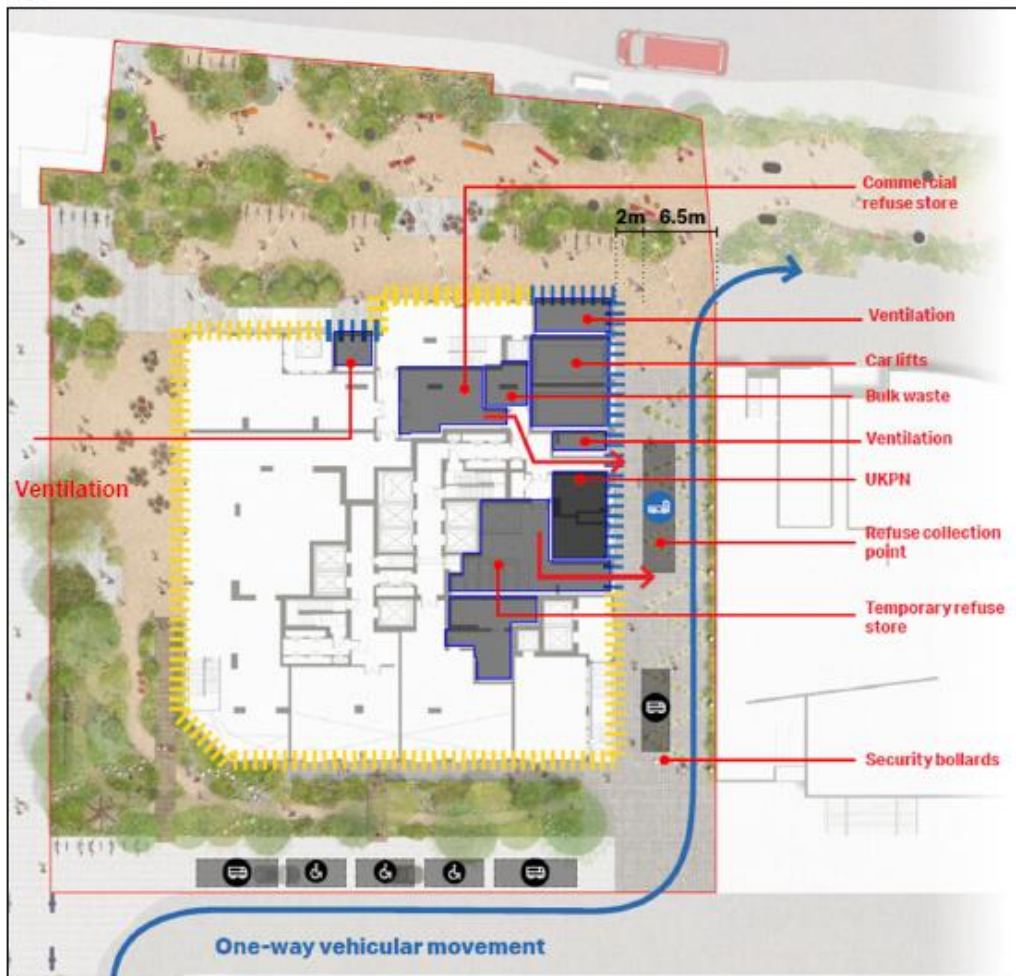 Commercial
refuse store
2m 6.5m
Ventilation
Car lifts
Bulk waste
Ventilation
UKPN
Ventilation
Refuse collection
point
Temporary refuse
store
Security bollards
One-way vehicular movement